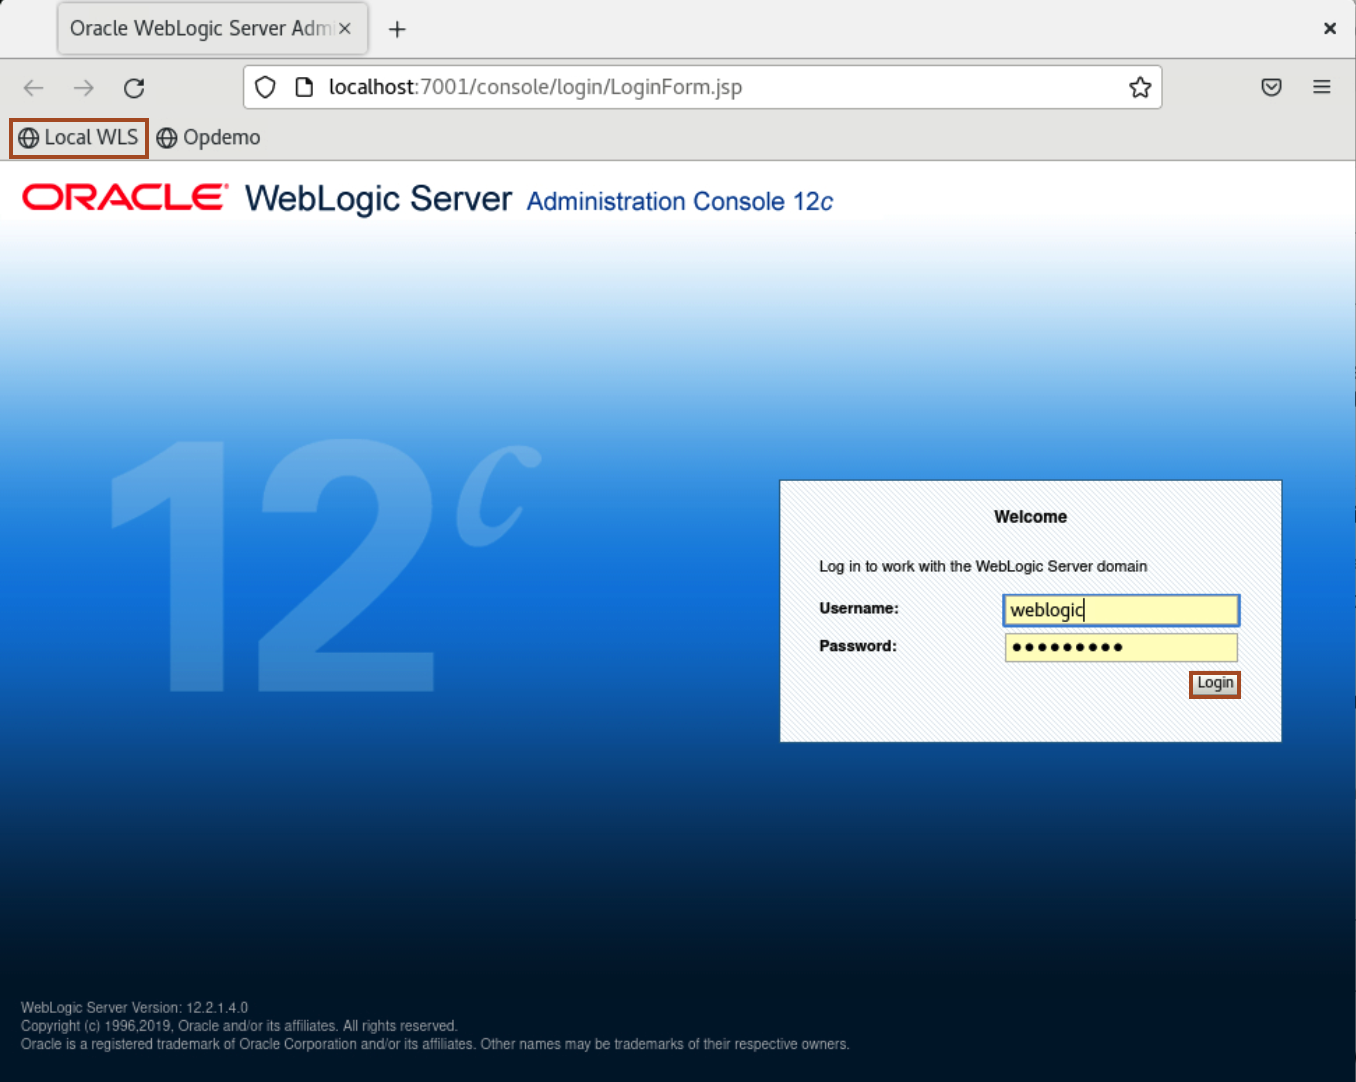 Oracle WebLogic Server Adm
localhost:7001/console/login/LoginForm.jsp
Local WLS Opdemo
ORACLE WebLogic Server Administration Console 12c
12c
Welcome
Log in to work with the WebLogic Server domain
Username: weblogic
Password: •••••••••
Login
WebLogic Server Version: 12.2.1.4.0
Copyright (c) 1996,2019, Oracle and/or its affiliates. All rights reserved.
Oracle is a registered trademark of Oracle Corporation and/or its affiliates. Other names may be trademarks of their respective owners.